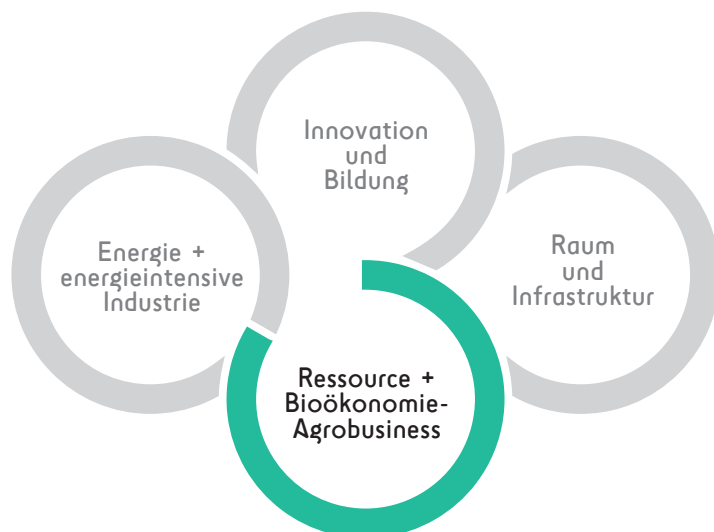 Innovation
und
Bildung
Energie +
energieintensive
Industrie
Raum
und
Infrastruktur
Ressource +
Bioökonomie-
Agrobusiness